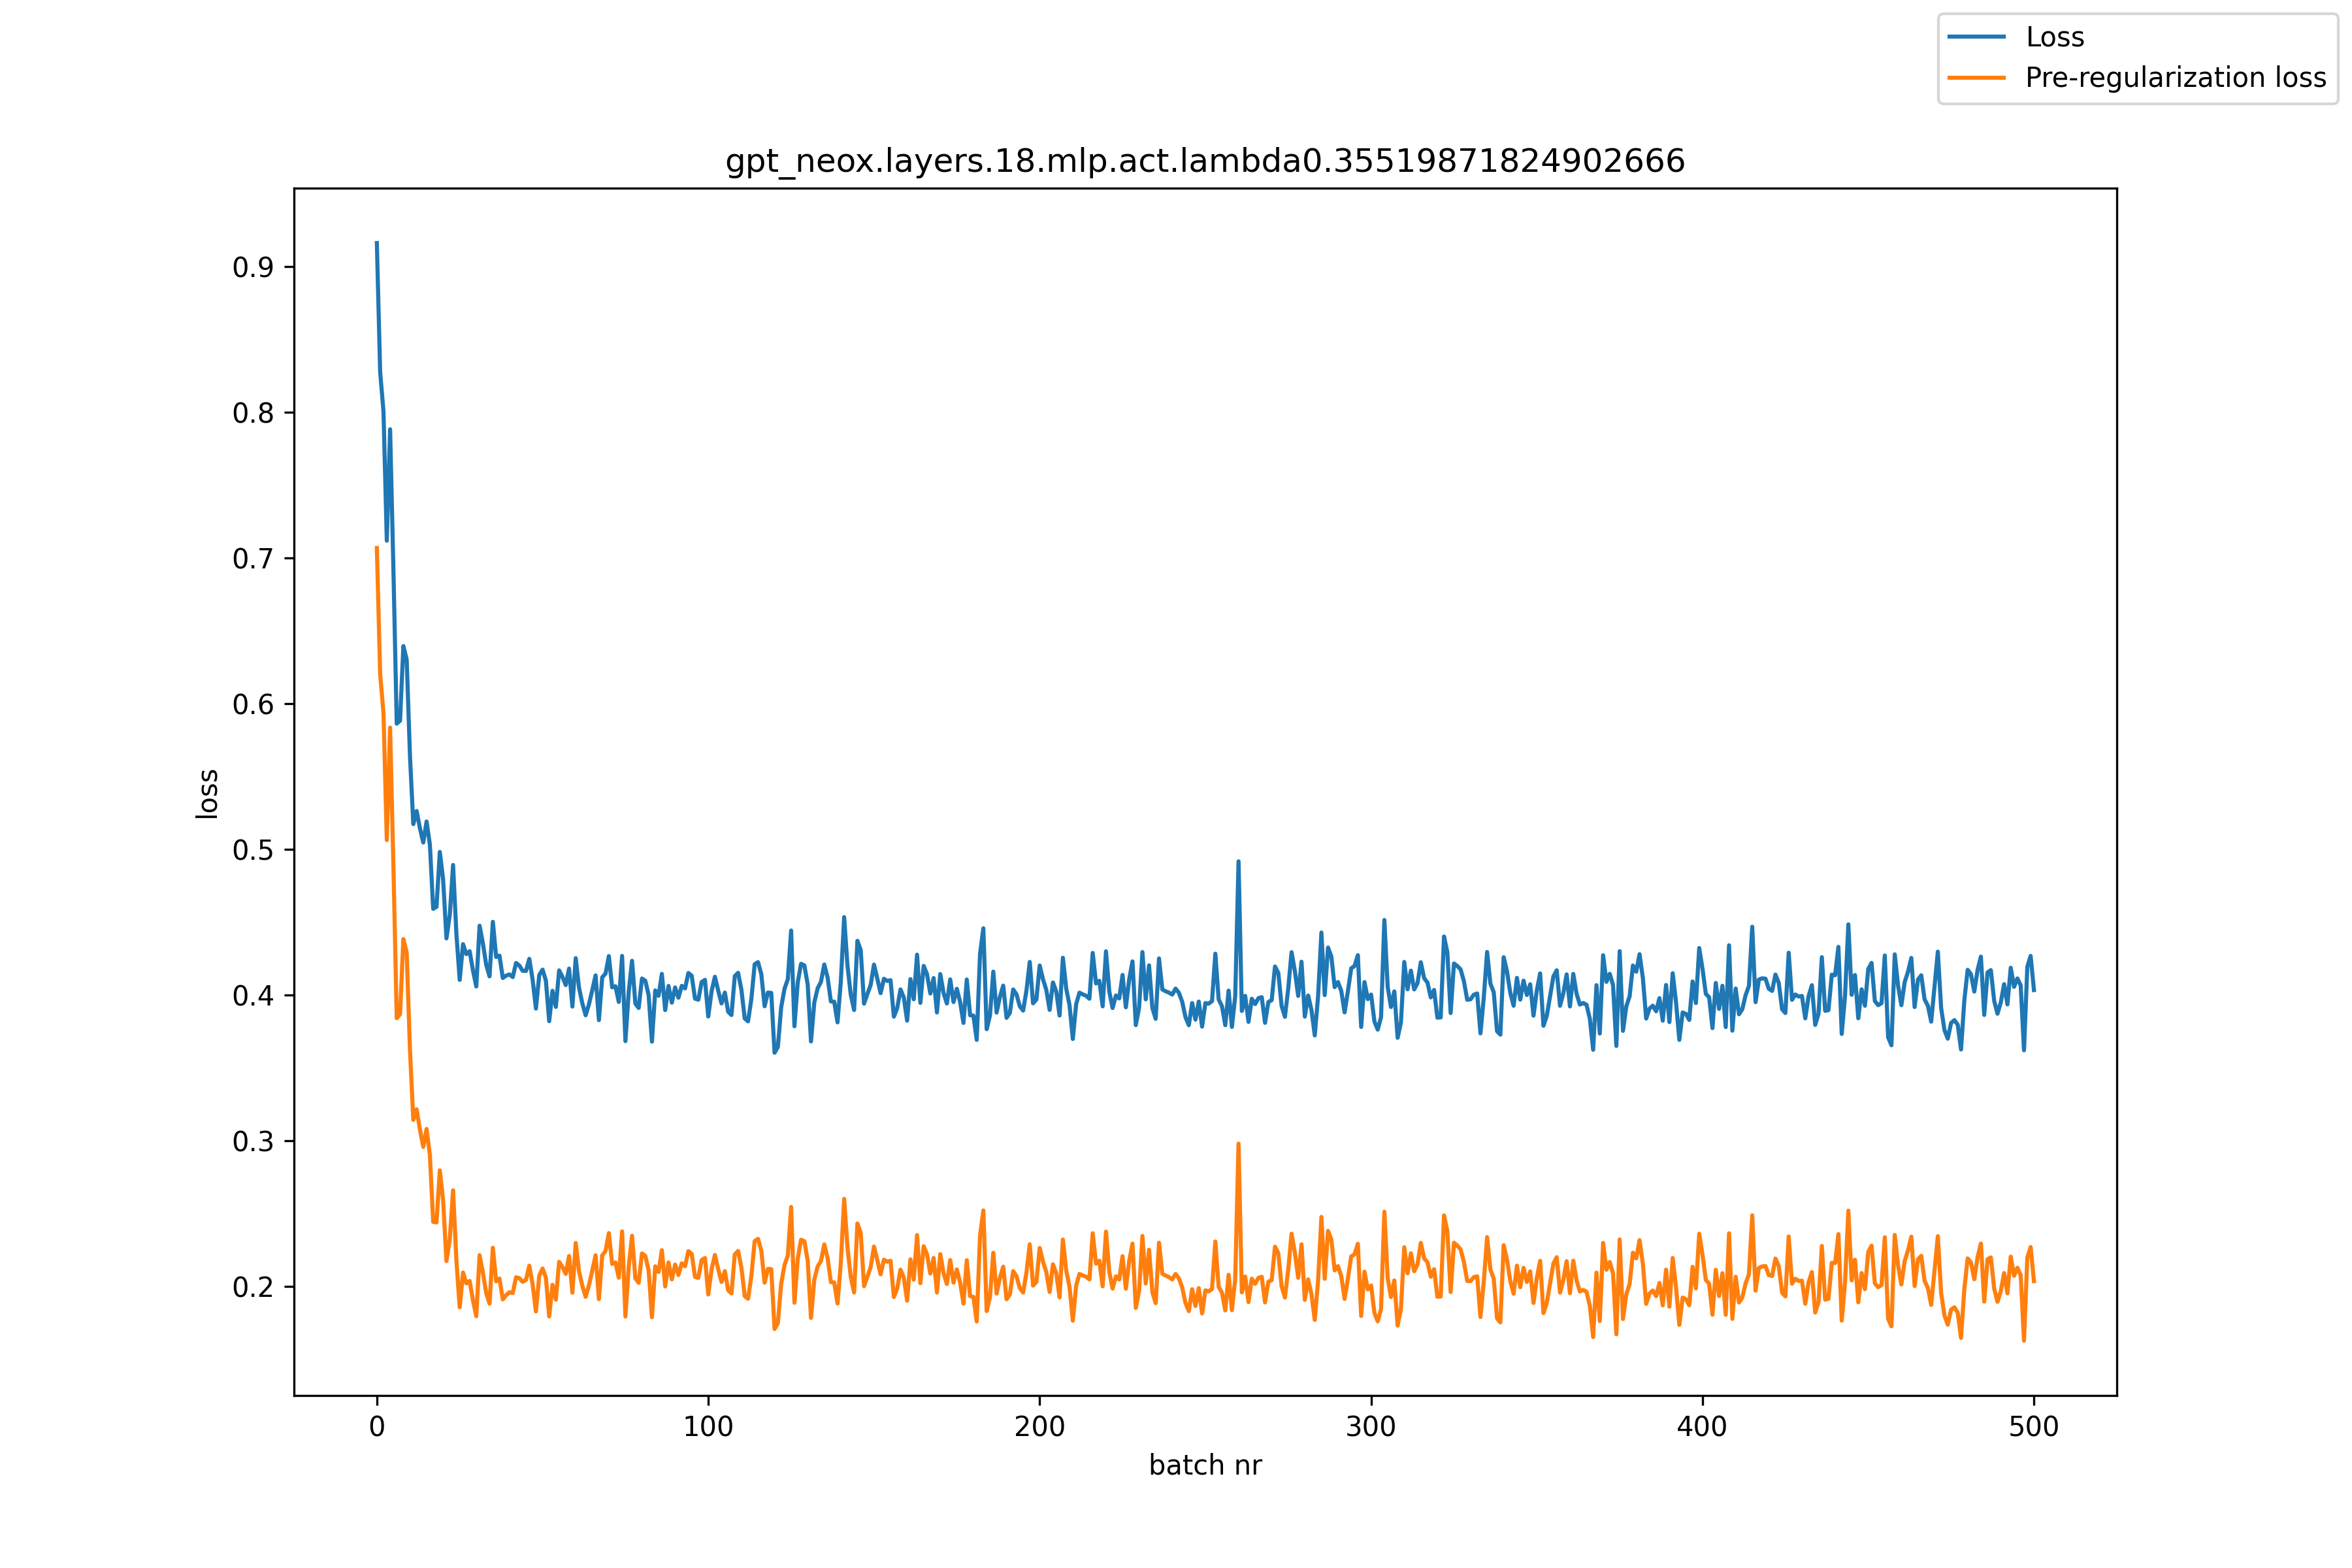 Loss
Pre-regularization loss
gpt_neox.layers.18.mlp.act.lambda0.35519871824902666
0.9
0.8
0.7
0.6
0.5
0.4
0.3
0.2
loss
0 100 200 300 400 500
batch nr